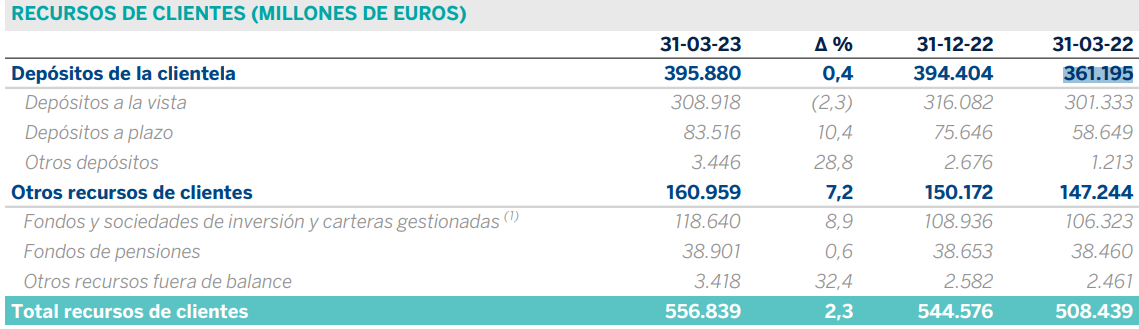 RECURSOS DE CLIENTES (MILLONES DE EUROS)
31-03-23 Δ % 31-12-22 31-03-22
Depósitos de la clientela 395.880 0,4 394.404 361.195
Depósitos a la vista 308.918 (2,3) 316.082 301.333
Depósitos a plazo 83.516 10,4 75.646 58.649
Otros depósitos 3.446 28,8 2.676 1.213
Otros recursos de clientes 160.959 7,2 150.172 147.244
Fondos y sociedades de inversión y carteras gestionadas (1) 118.640 8,9 108.936 106.323
Fondos de pensiones 38.901 0,6 38.653 38.460
Otros recursos fuera de balance 3.418 32,4 2.582 2.461
Total recursos de clientes 556.839 2,3 544.576 508.439